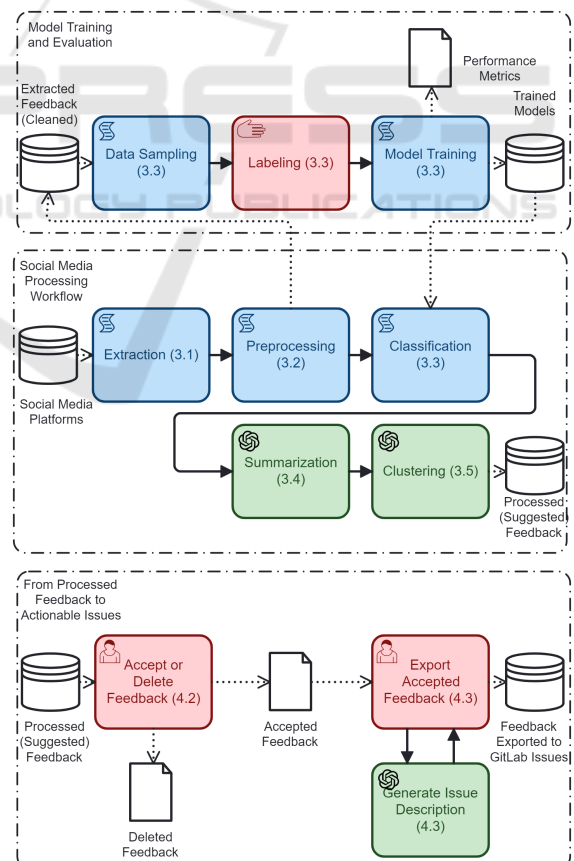 Model Training
and Evaluation
Performance
Metrics
Extracted
Feedback
(Cleaned)
Trained
Models
Data Sampling
(3.3)
Labeling (3.3)
Model Training
(3.3)
PRESS
OLOGY PUBLICATIONS
Social Media
Processing
Workflow
Extraction (3.1)
Preprocessing
(3.2)
Classification
(3.3)
Social Media
Platforms
Summarization
(3.4)
Clustering (3.5)
Processed
(Suggested)
Feedback
From Processed
Feedback to
Actionable Issues
Accept or
Delete
Feedback (4.2)
Export
Accepted
Feedback (4.3)
Processed
(Suggested)
Feedback
Accepted
Feedback
Feedback
Exported to
GitLab Issues
Generate Issue
Description
(4.3)
Deleted
Feedback